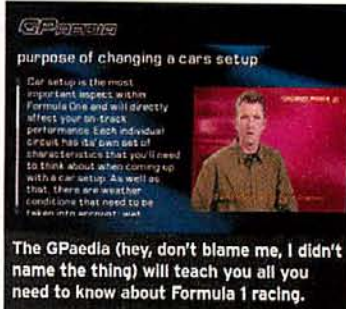 GPaedia
purpose of changing a cars setup
Car setup is the most
important aspect within
Formula One and will directly
affect your on-track
performance. Each individual
circuit has its' own set of
characteristics that you'll need
to think about when coming up
with a car setup. As well as
that, there are weather
conditions that need to be
taken into account: wet
The GPaedia (hey, don't blame me, I didn't
name the thing) will teach you all you
need to know about Formula 1 racing.